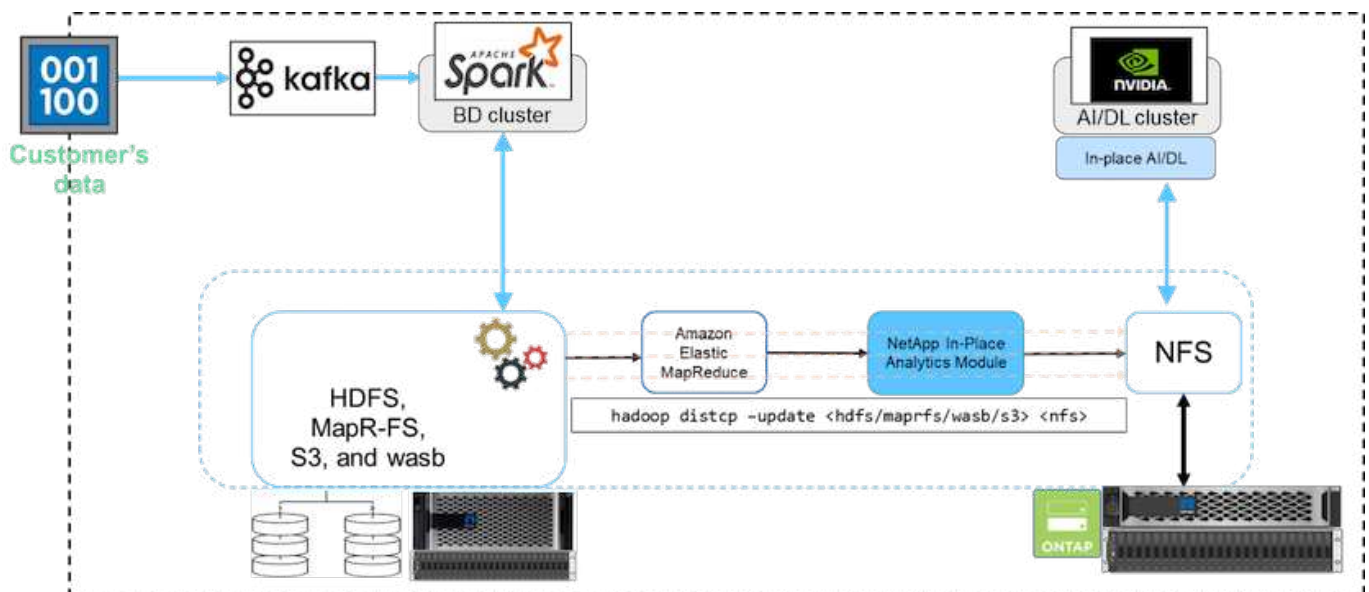 001
100
Customer's
data
kafka
APACHE
Spark
BD cluster
NVIDIA
AI/DL cluster
In-place AI/DL
HDFS,
MapR-FS,
S3, and wasb
Amazon
Elastic
MapReduce
NetApp In-Place
Analytics Module
NFS
hadoop distcp –update <hdfs/maprfs/wasb/s3> <nfs>
ONTAP